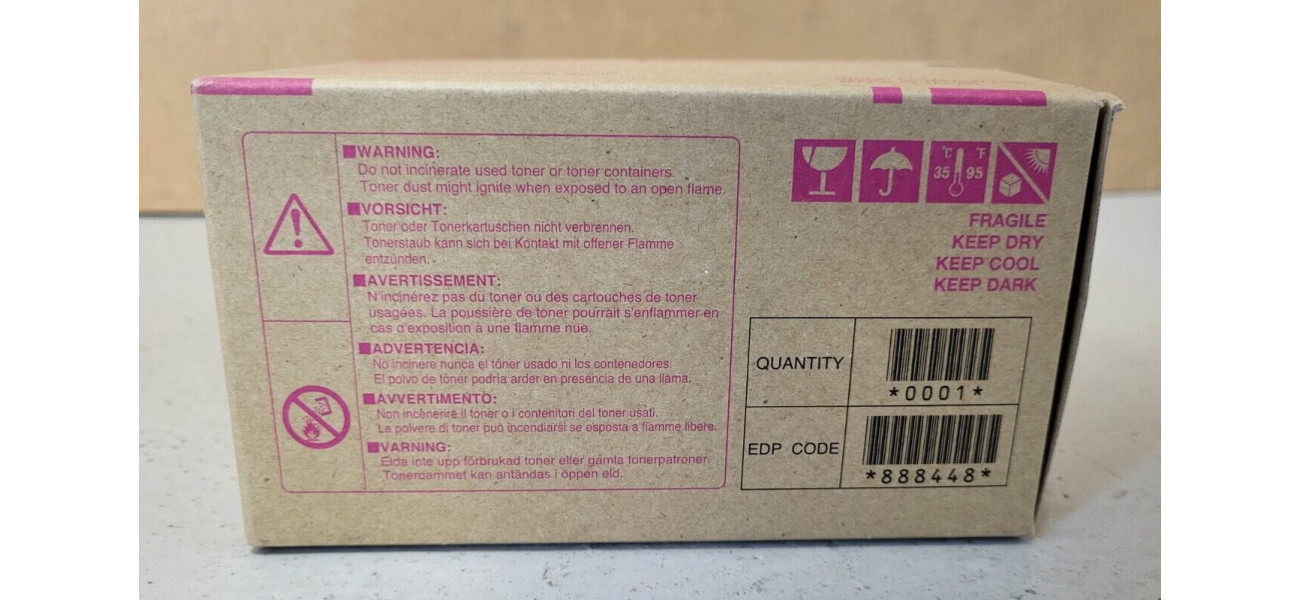 ■WARNING:
Do not incinerate used toner or toner containers.
Toner dust might ignite when exposed to an open flame.
■VORSICHT:
Toner oder Tonerkartuschen nicht verbrennen.
Tonerstaub kann sich bei Kontakt mit offener Flamme
entzünden.
■AVERTISSEMENT:
N'incinérez pas du toner ou des cartouches de toner
usagées. La poussière de toner pourrait s'enflammer en
cas d'exposition à une flamme nue.
■ADVERTENCIA:
No incinere nunca el tóner usado ni los contenedores.
El polvo de tóner podría arder en presencia de una llama.
■AVVERTIMENTO:
Non incenerire il toner o i contenitori del toner usati.
La polvere di toner può incendiarsi se esposta a fiamme libere.
■VARNING:
Elda inte upp förbrukad toner eller gamla tonerpatroner.
Tonerdammet kan antändas i öppen eld.
°C °F
35 95
FRAGILE
KEEP DRY
KEEP COOL
KEEP DARK
QUANTITY
*0001*
EDP CODE
*888448*